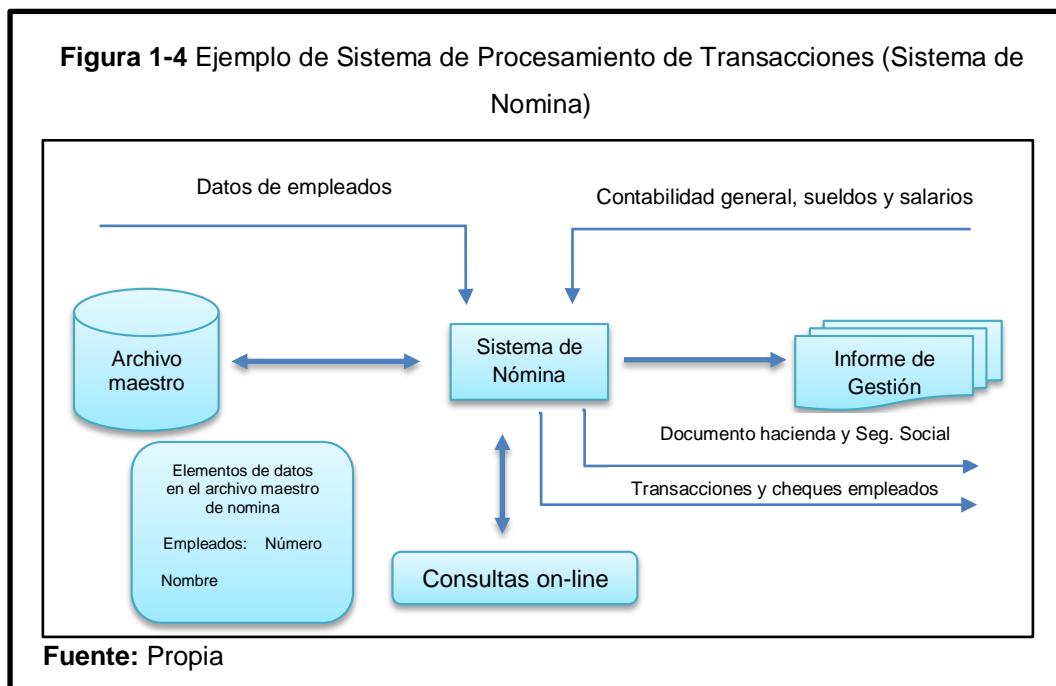 Figura 1-4 Ejemplo de Sistema de Procesamiento de Transacciones (Sistema de
Nomina)
Datos de empleados
Contabilidad general, sueldos y salarios
Archivo
maestro
Sistema de
Nómina
Informe de
Gestión
Documento hacienda y Seg. Social
Transacciones y cheques empleados
Elementos de datos
en el archivo maestro
de nomina
Empleados: Número
Nombre
Consultas on-line
Fuente: Propia